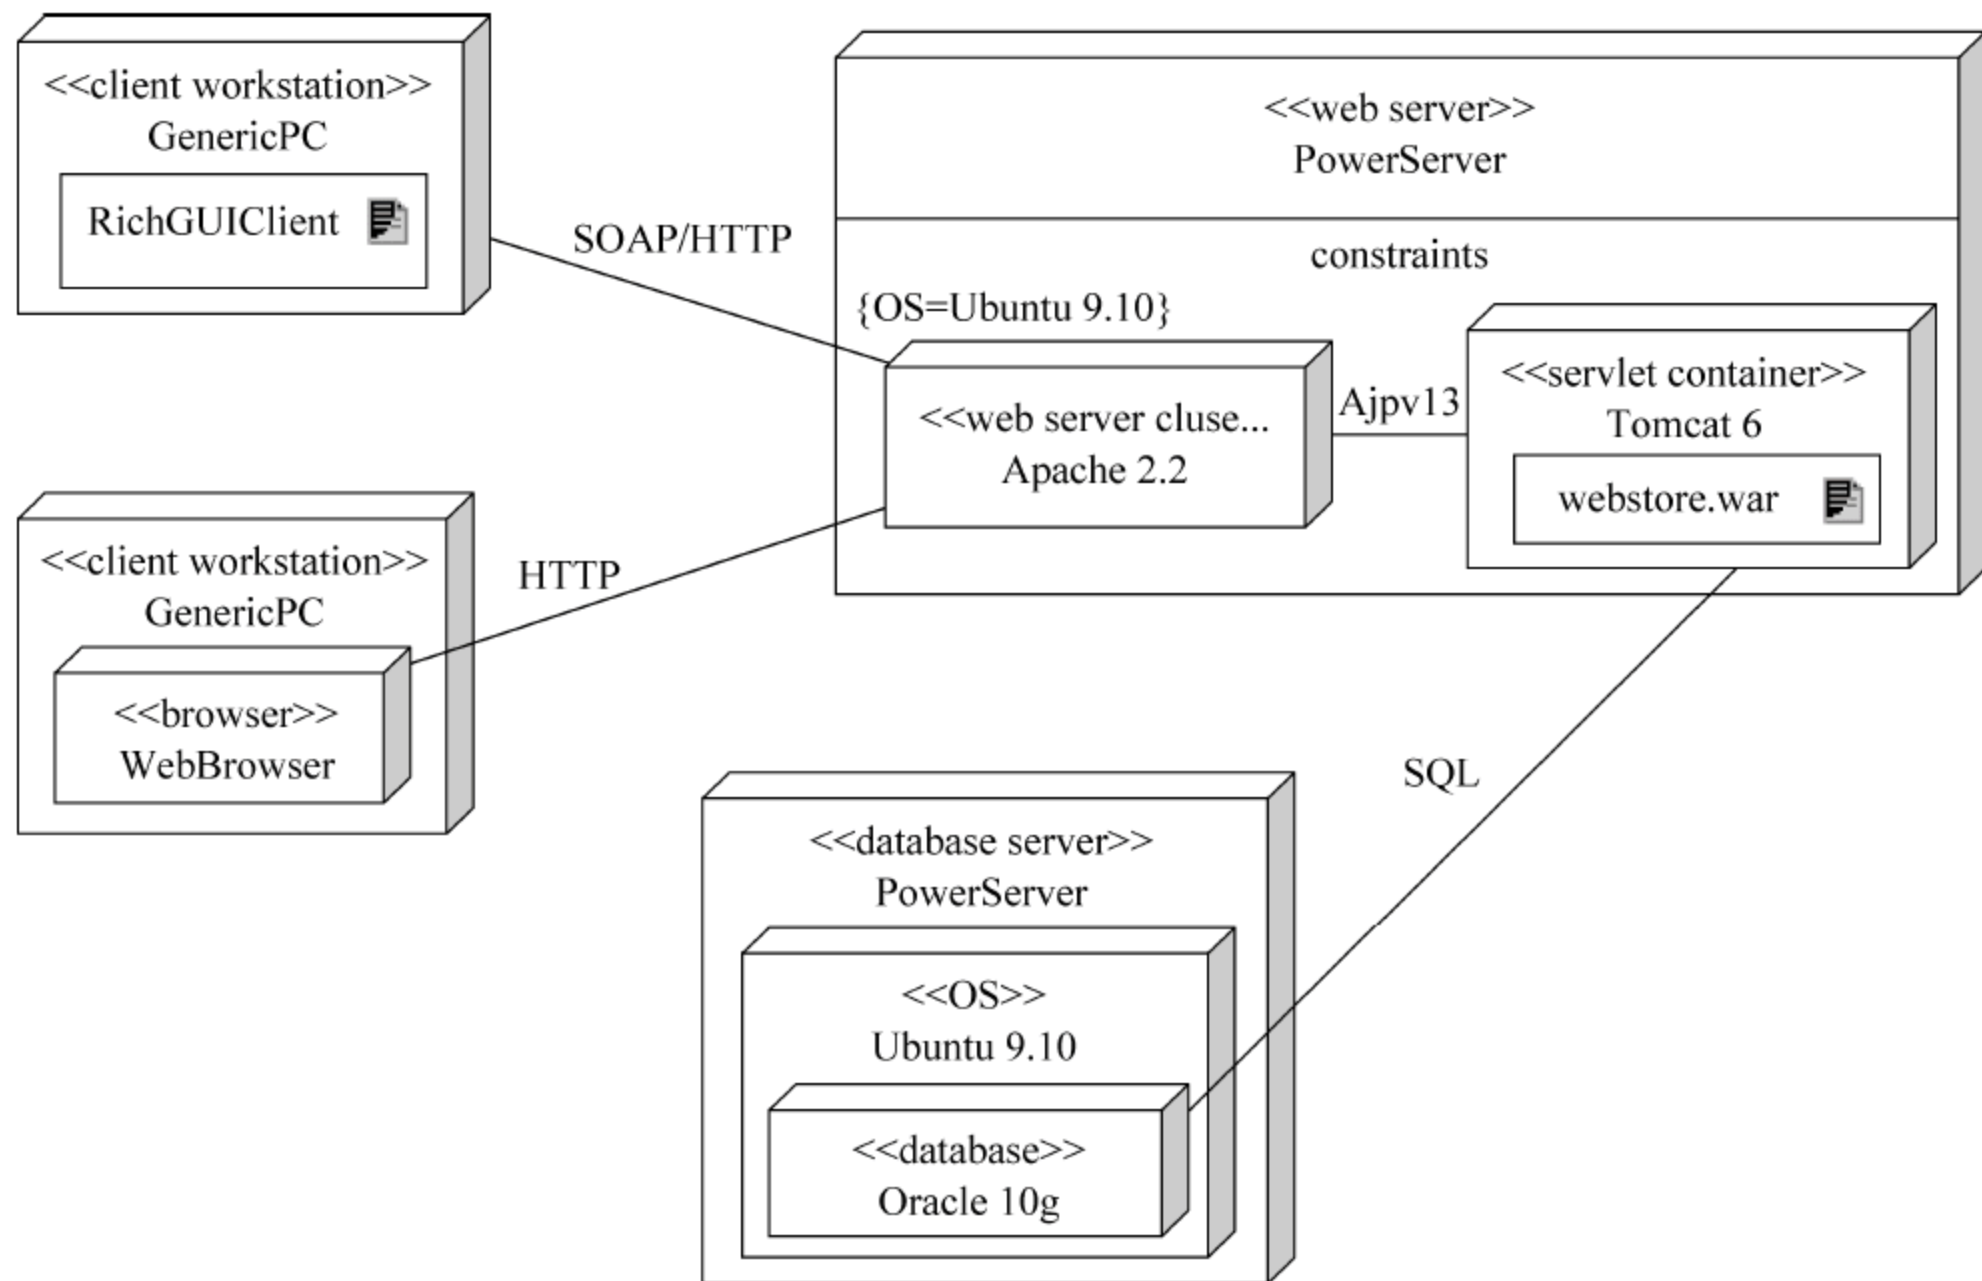 <<client workstation>>
GenericPC
RichGUIClient
SOAP/HTTP
<<web server>>
PowerServer
constraints
{OS=Ubuntu 9.10}
<<web server cluse...
Apache 2.2
Ajpv13
<<servlet container>>
Tomcat 6
webstore.war
<<client workstation>>
GenericPC
<<browser>>
WebBrowser
HTTP
SQL
<<database server>>
PowerServer
<<OS>>
Ubuntu 9.10
<<database>>
Oracle 10g